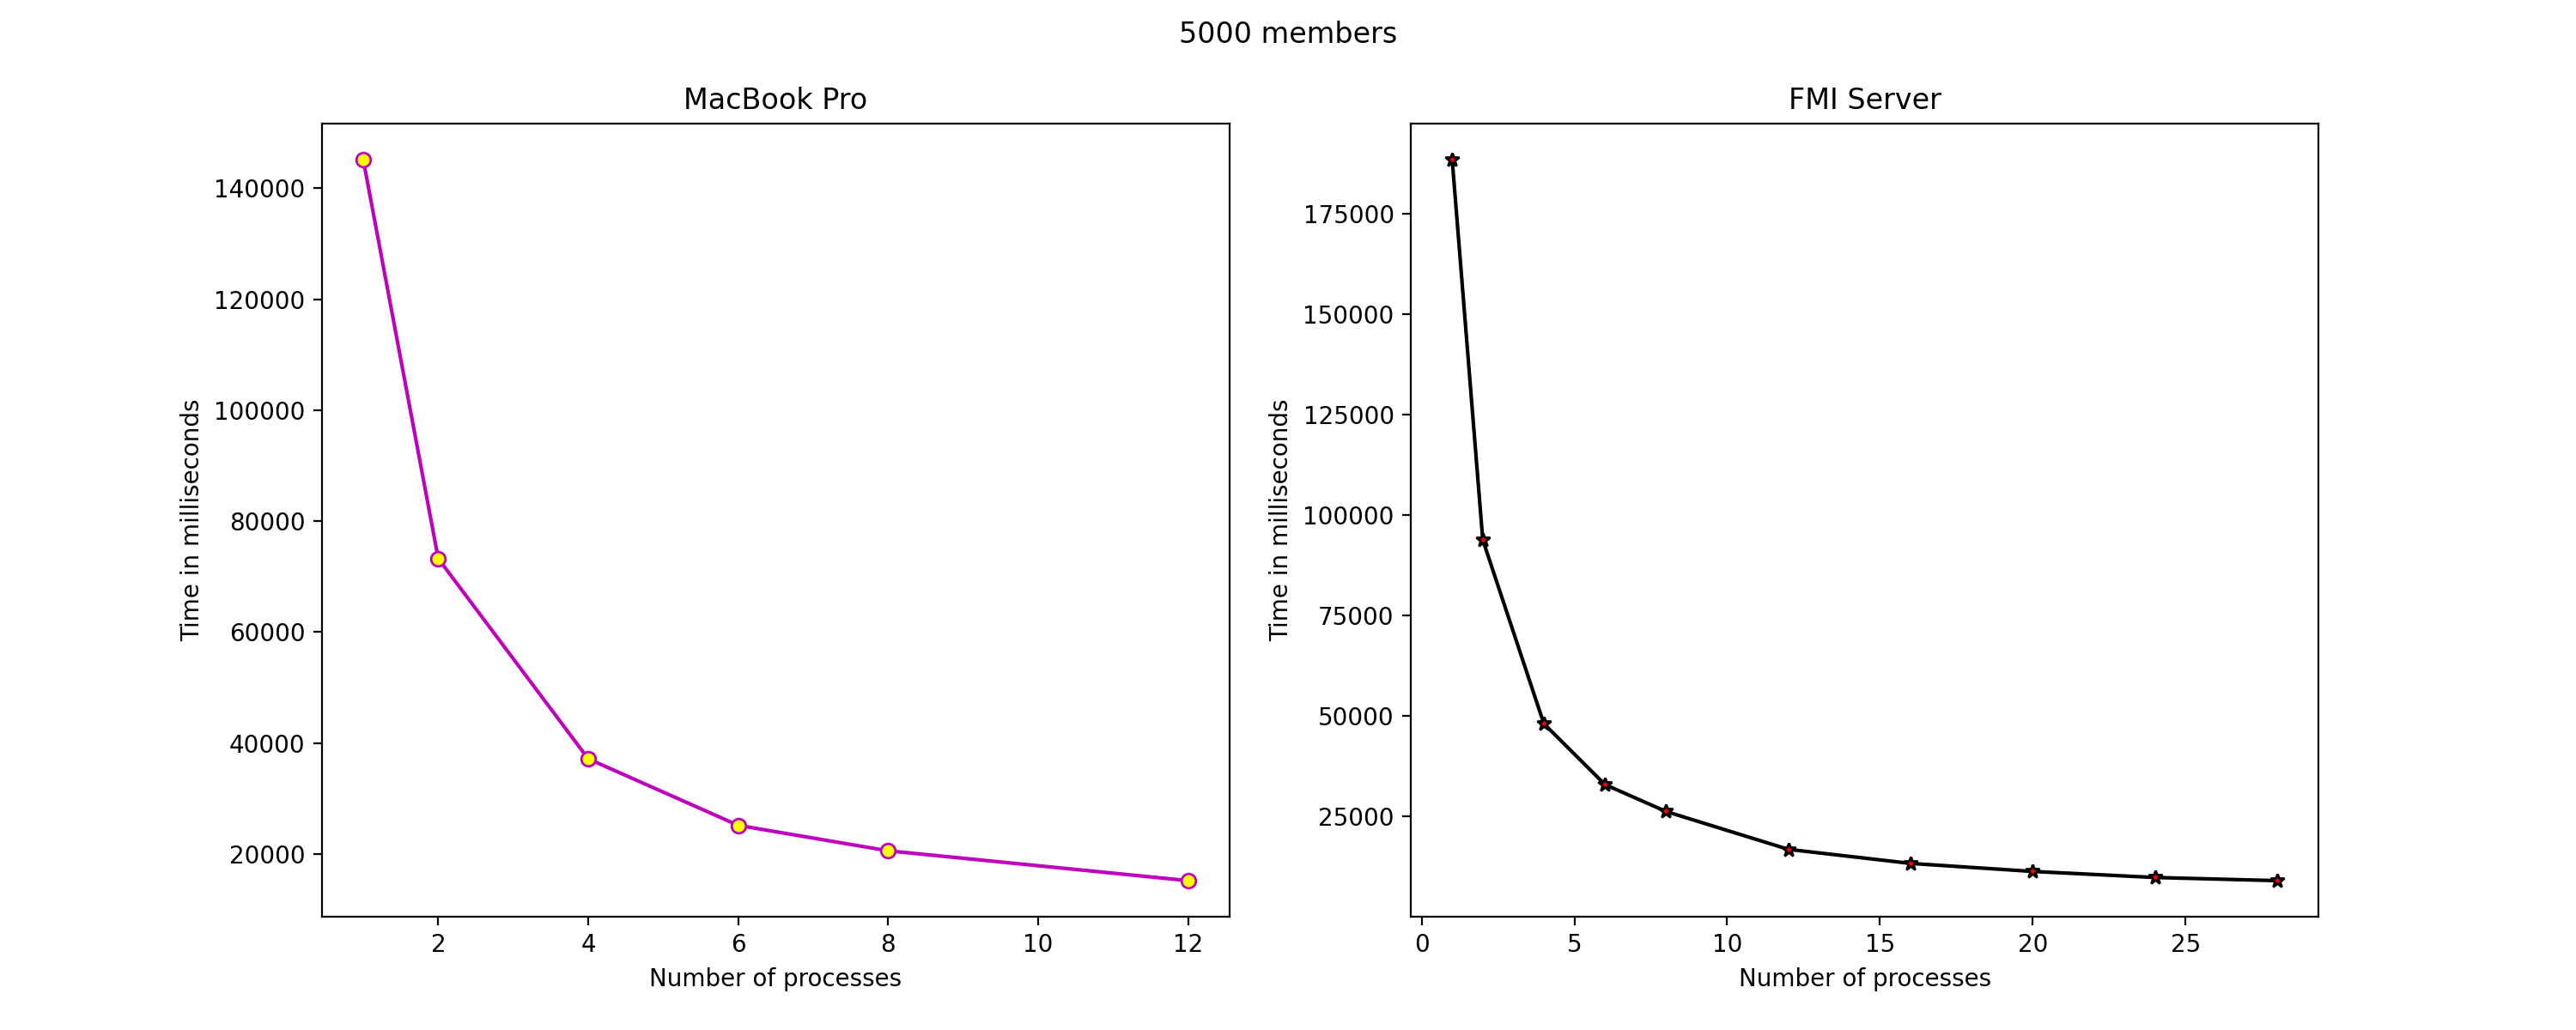 5000 members
MacBook Pro
140000
120000
100000
80000
60000
40000
20000
Time in milliseconds
2 4 6 8 10 12
Number of processes
FMI Server
175000
150000
125000
100000
75000
50000
25000
Time in milliseconds
0 5 10 15 20 25
Number of processes